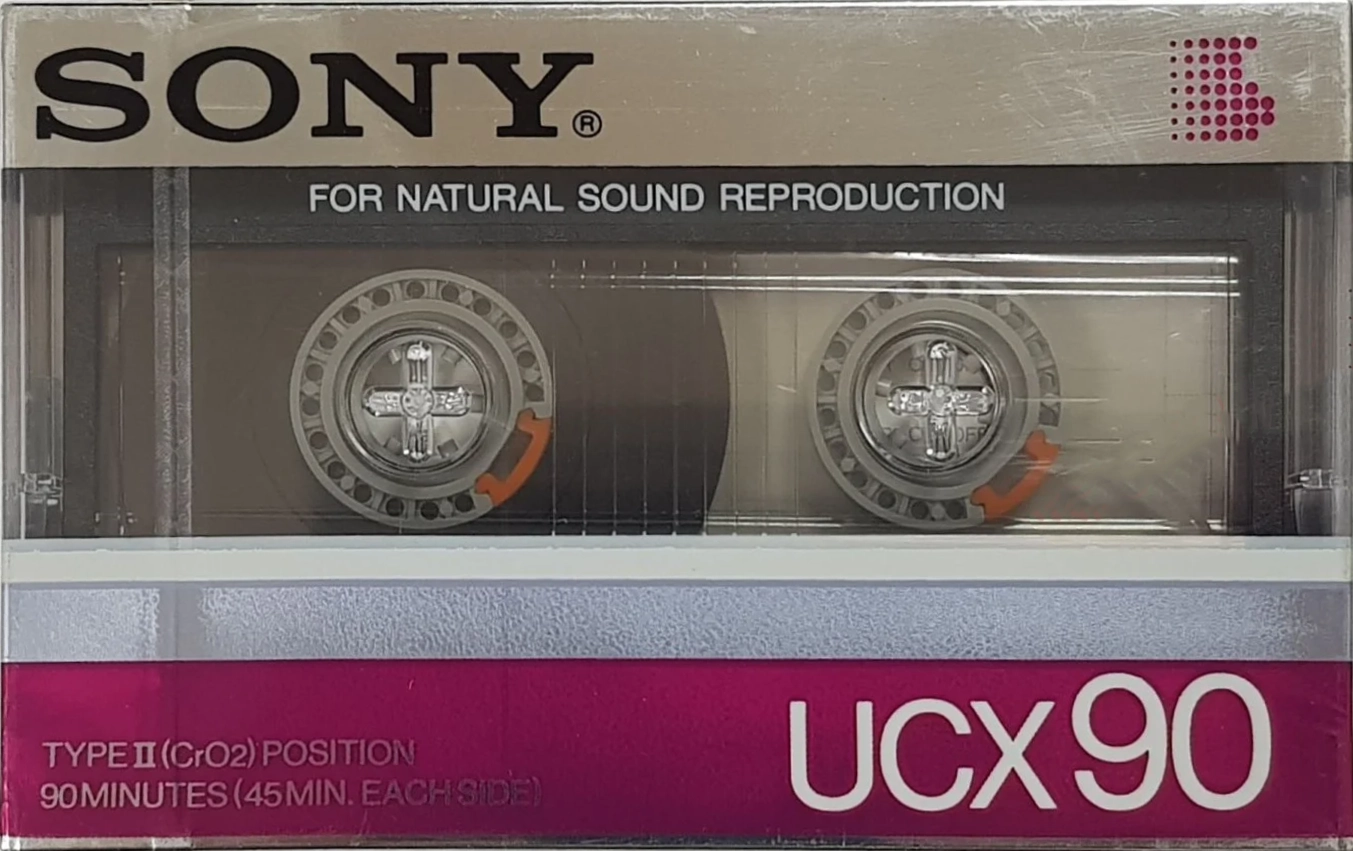 SONY®
FOR NATURAL SOUND REPRODUCTION
UCX 90
TYPE II (CrO2) POSITION
90 MINUTES (45 MIN. EACH SIDE)